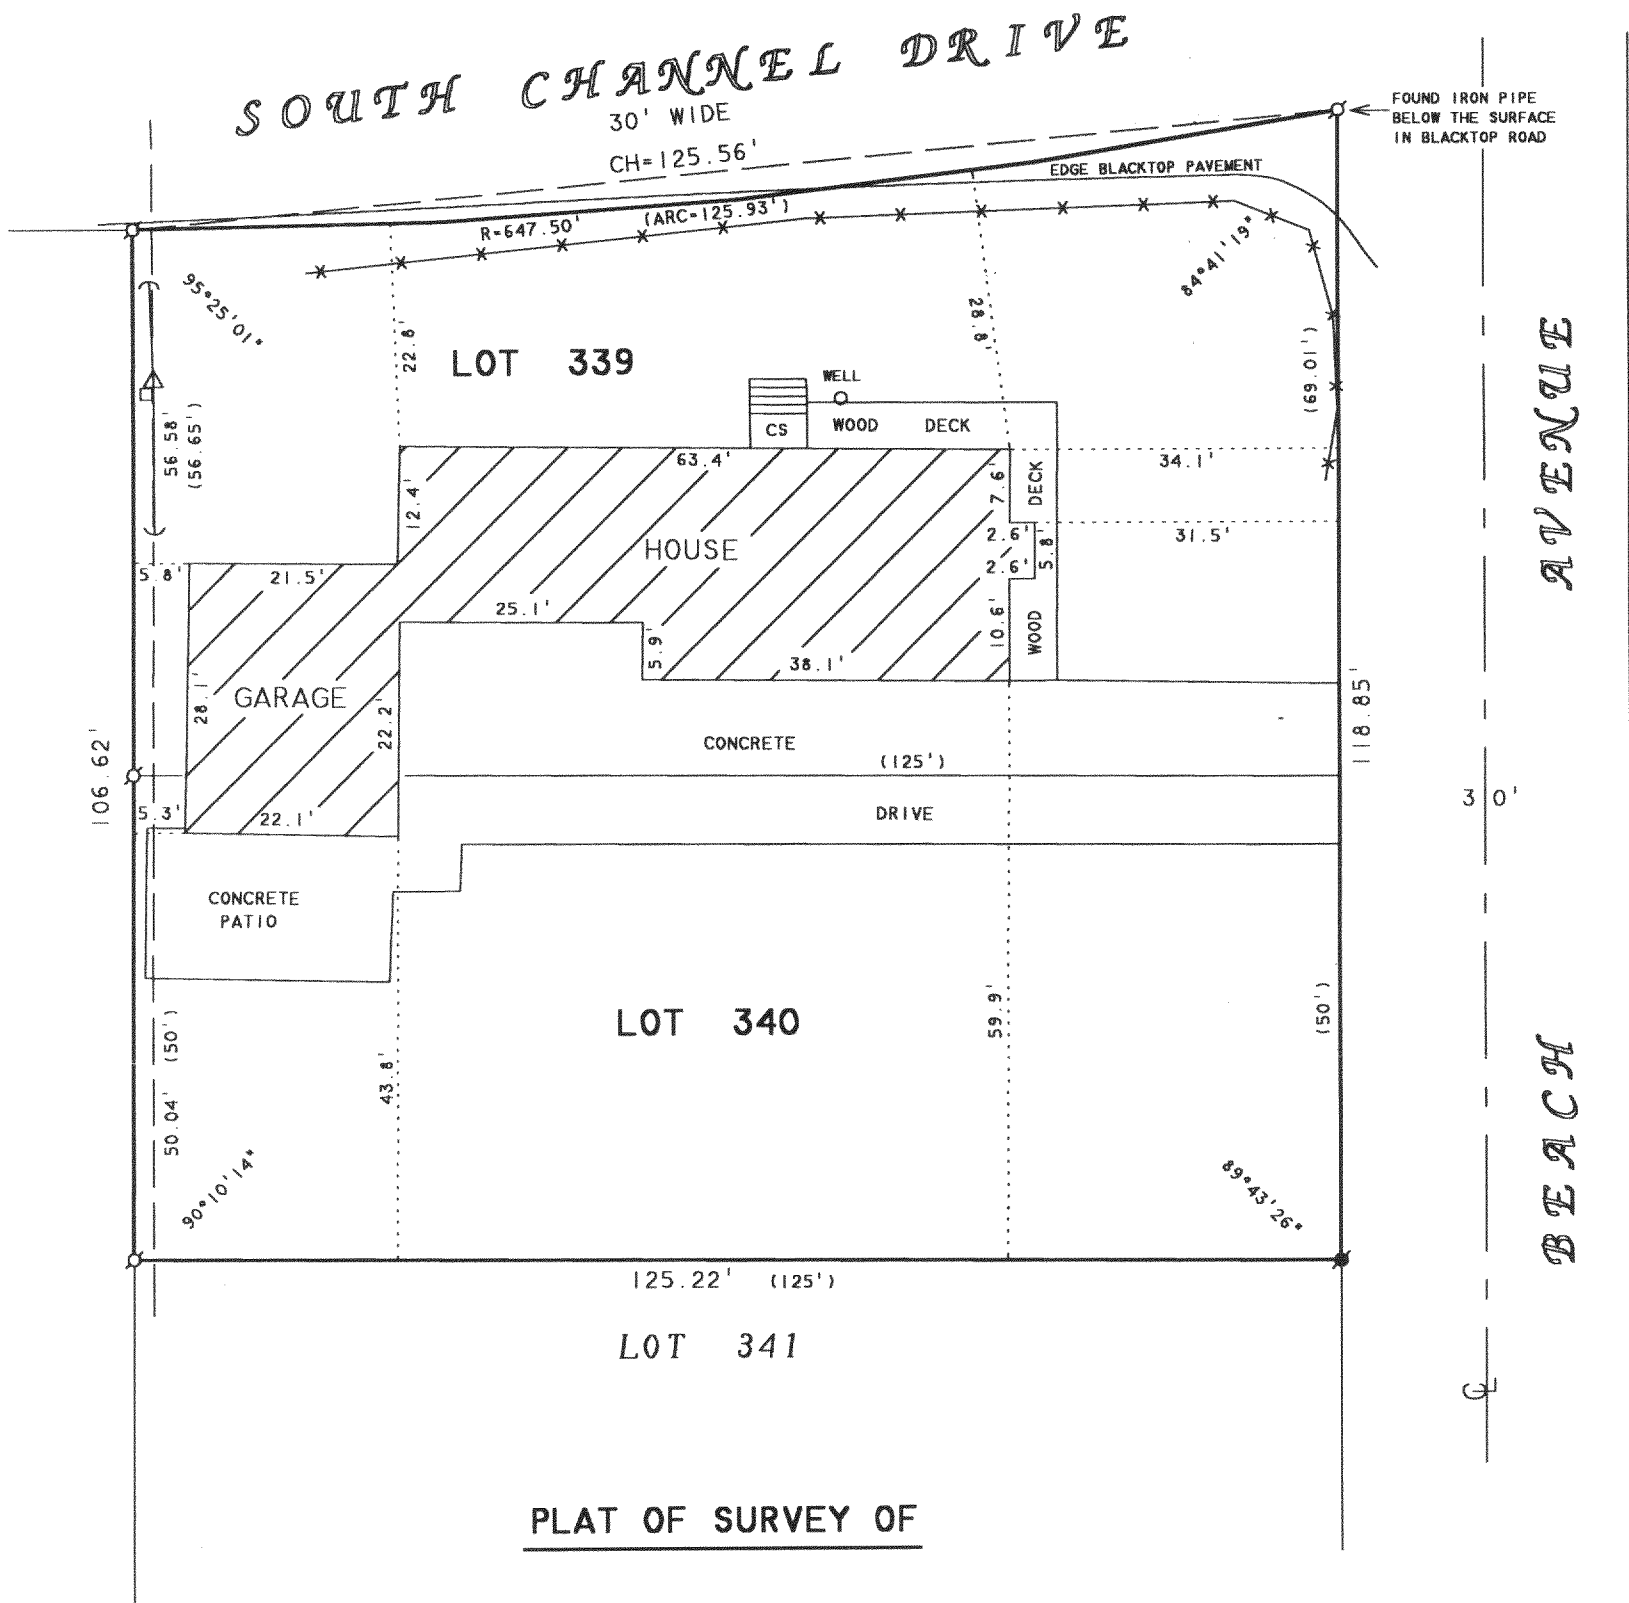 SOUTH CHANNEL DRIVE
30' WIDE
CH=125.56'
FOUND IRON PIPE
BELOW THE SURFACE
IN BLACKTOP ROAD
EDGE BLACKTOP PAVEMENT
R=647.50'
(ARC=125.93')
95°25'01"
84°41'19"
22.8'
28.8'
LOT 339
(69.01')
56.58'
(56.65')
WELL
CS
WOOD DECK
63.4'
34.1'
12.4'
7.6'
DECK
HOUSE
2.6'
5.8'
31.5'
2.6'
5.8'
21.5'
25.1'
10.6'
WOOD
5.9'
38.1'
GARAGE
28.1'
22.2'
118.85'
AVENUE
106.62'
CONCRETE
(125')
30'
5.3'
22.1'
DRIVE
CONCRETE
PATIO
LOT 340
50.04' (50')
43.8'
59.9'
(50')
BEACH
90°10'14"
89°43'26"
125.22' (125')
LOT 341
CL
PLAT OF SURVEY OF